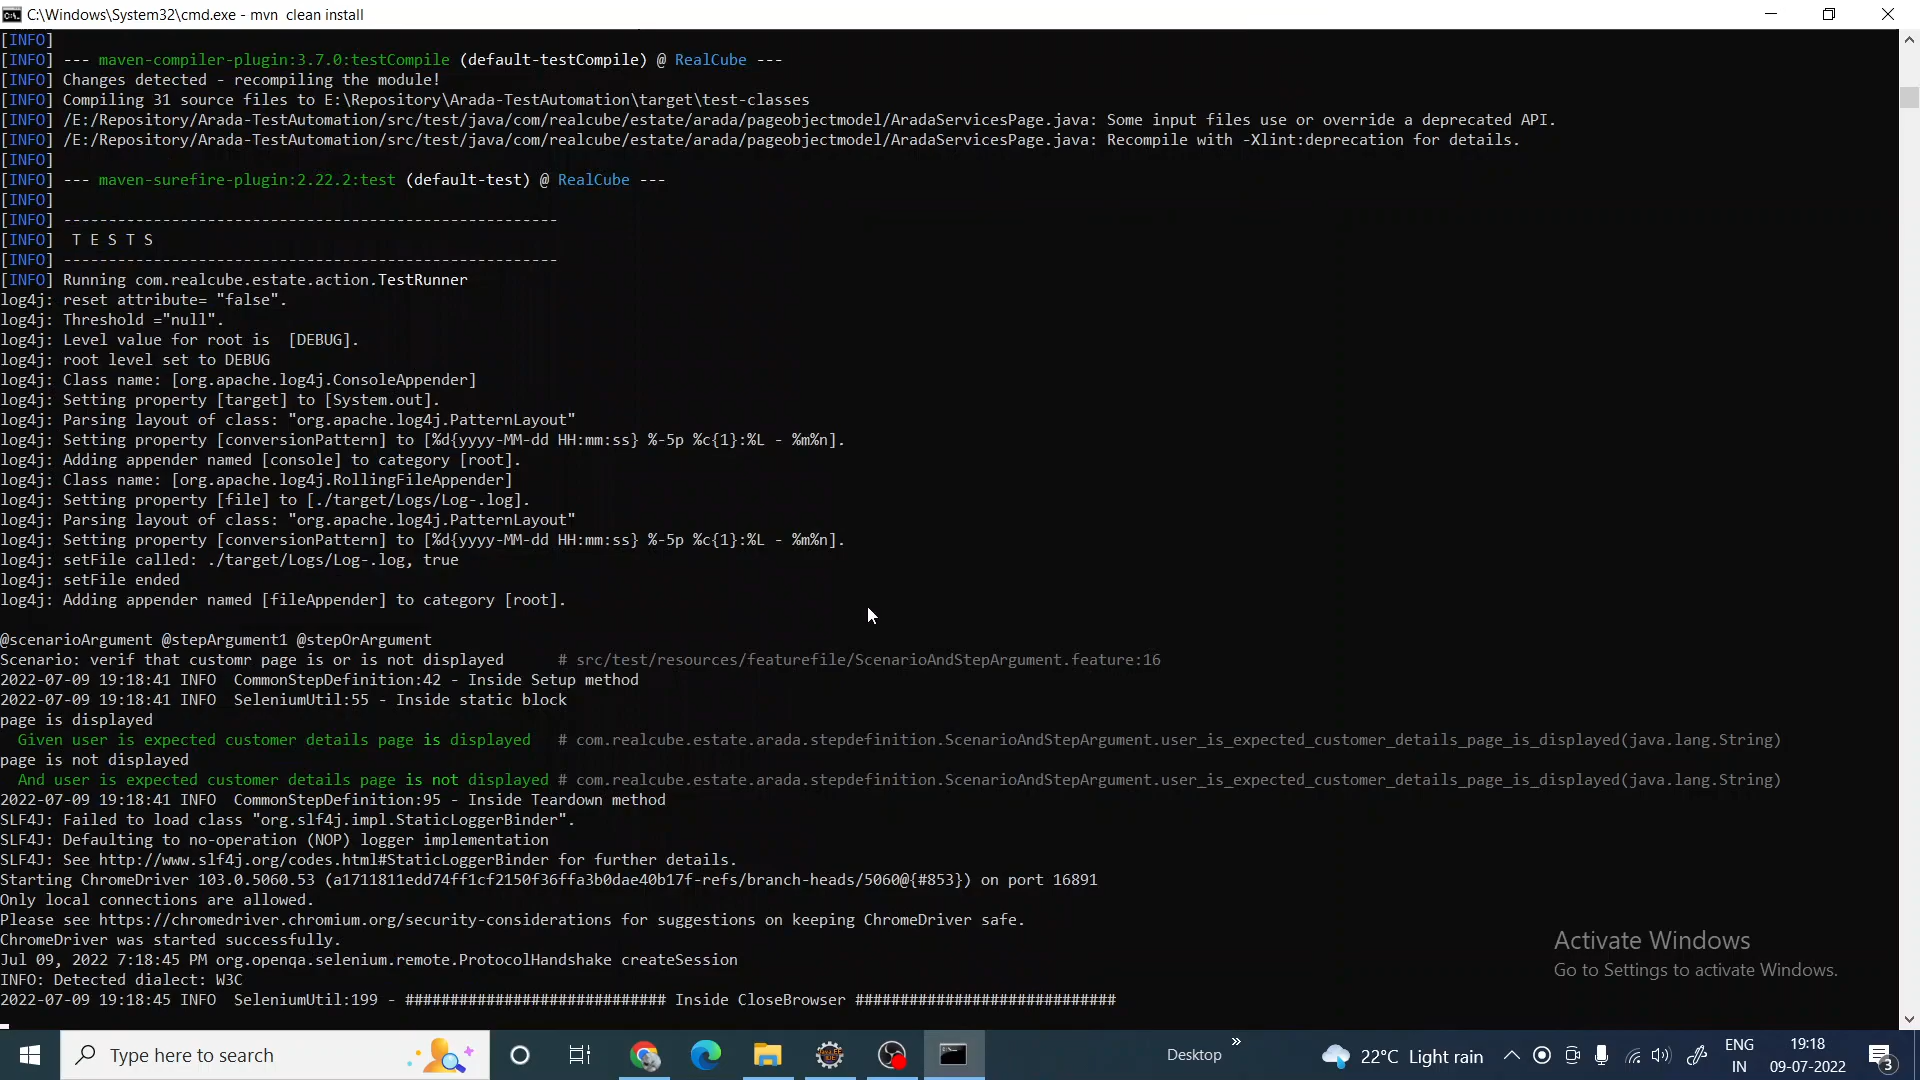 C:\Windows\System32\cmd.exe - mvn  clean install
[INFO]
[INFO] --- maven-compiler-plugin:3.7.0:testCompile (default-testCompile) @ RealCube ---
[INFO] Changes detected - recompiling the module!
[INFO] Compiling 31 source files to E:\Repository\Arada-TestAutomation\target\test-classes
[INFO] /E:/Repository/Arada-TestAutomation/src/test/java/com/realcube/estate/arada/pageobjectmodel/AradaServicesPage.java: Some input files use or override a deprecated API.
[INFO] /E:/Repository/Arada-TestAutomation/src/test/java/com/realcube/estate/arada/pageobjectmodel/AradaServicesPage.java: Recompile with -Xlint:deprecation for details.
[INFO]
[INFO] --- maven-surefire-plugin:2.22.2:test (default-test) @ RealCube ---
[INFO]
[INFO] -------------------------------------------------------
[INFO]  T E S T S
[INFO] -------------------------------------------------------
[INFO] Running com.realcube.estate.action.TestRunner
log4j: reset attribute= "false".
log4j: Threshold ="null".
log4j: Level value for root is  [DEBUG].
log4j: root level set to DEBUG
log4j: Class name: [org.apache.log4j.ConsoleAppender]
log4j: Setting property [target] to [System.out].
log4j: Parsing layout of class: "org.apache.log4j.PatternLayout"
log4j: Setting property [conversionPattern] to [%d{yyyy-MM-dd HH:mm:ss} %-5p %c{1}:%L - %m%n].
log4j: Adding appender named [console] to category [root].
log4j: Class name: [org.apache.log4j.RollingFileAppender]
log4j: Setting property [file] to [./target/Logs/Log-.log].
log4j: Parsing layout of class: "org.apache.log4j.PatternLayout"
log4j: Setting property [conversionPattern] to [%d{yyyy-MM-dd HH:mm:ss} %-5p %c{1}:%L - %m%n].
log4j: setFile called: ./target/Logs/Log-.log, true
log4j: setFile ended
log4j: Adding appender named [fileAppender] to category [root].
@scenarioArgument @stepArgument1 @stepOrArgument
Scenario: verif that customr page is or is not displayed      # src/test/resources/featurefile/ScenarioAndStepArgument.feature:16
2022-07-09 19:18:41 INFO  CommonStepDefinition:42 - Inside Setup method
2022-07-09 19:18:41 INFO  SeleniumUtil:55 - Inside static block
page is displayed
  Given user is expected customer details page is displayed   # com.realcube.estate.arada.stepdefinition.ScenarioAndStepArgument.user_is_expected_customer_details_page_is_displayed(java.lang.String)
page is not displayed
  And user is expected customer details page is not displayed # com.realcube.estate.arada.stepdefinition.ScenarioAndStepArgument.user_is_expected_customer_details_page_is_displayed(java.lang.String)
2022-07-09 19:18:41 INFO  CommonStepDefinition:95 - Inside Teardown method
SLF4J: Failed to load class "org.slf4j.impl.StaticLoggerBinder".
SLF4J: Defaulting to no-operation (NOP) logger implementation
SLF4J: See http://www.slf4j.org/codes.html#StaticLoggerBinder for further details.
Starting ChromeDriver 103.0.5060.53 (a1711811edd74ff1cf2150f36ffa3b0dae40b17f-refs/branch-heads/5060@{#853}) on port 16891
Only local connections are allowed.
Please see https://chromedriver.chromium.org/security-considerations for suggestions on keeping ChromeDriver safe.
ChromeDriver was started successfully.
Jul 09, 2022 7:18:45 PM org.openqa.selenium.remote.ProtocolHandshake createSession
INFO: Detected dialect: W3C
2022-07-09 19:18:45 INFO  SeleniumUtil:199 - ############################# Inside CloseBrowser #############################
Activate Windows
Go to Settings to activate Windows.
Type here to search
Desktop
22°C  Light rain
ENG
IN
19:18
09-07-2022
3